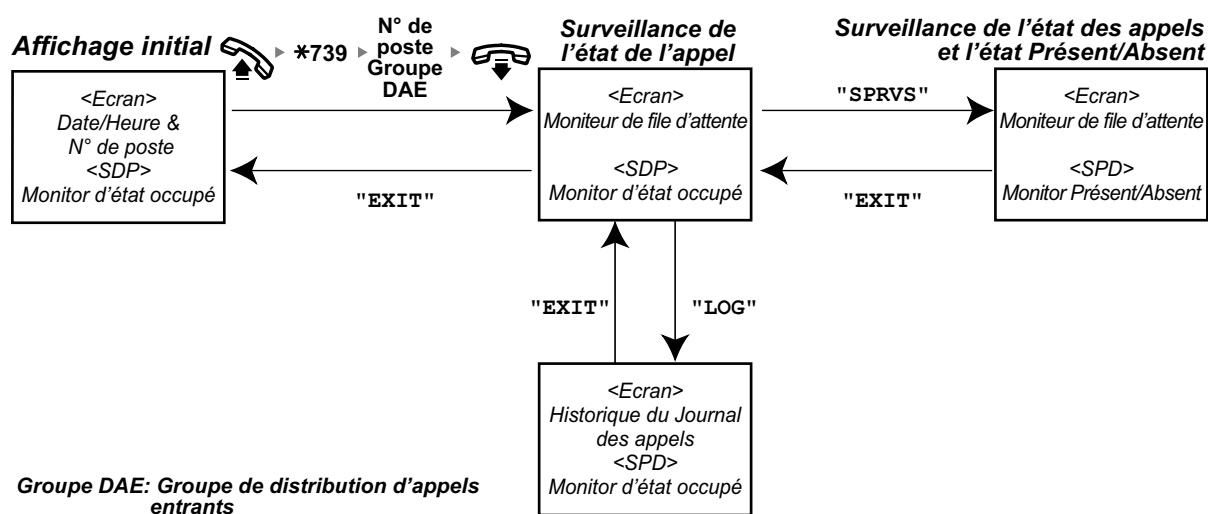 Affichage initial
*739
N° de
poste
Groupe
DAE
Surveillance de
l'état de l'appel
Surveillance de l'état des appels
et l'état Présent/Absent
<Ecran>
Date/Heure &
N° de poste
<SDP>
Monitor d'état occupé
"EXIT"
<Ecran>
Moniteur de file d'attente
<SDP>
Monitor d'état occupé
"SPRVS"
"EXIT"
<Ecran>
Moniteur de file d'attente
<SPD>
Monitor Présent/Absent
"EXIT"
"LOG"
<Ecran>
Historique du Journal
des appels
<SPD>
Monitor d'état occupé
Groupe DAE: Groupe de distribution d'appels
entrants